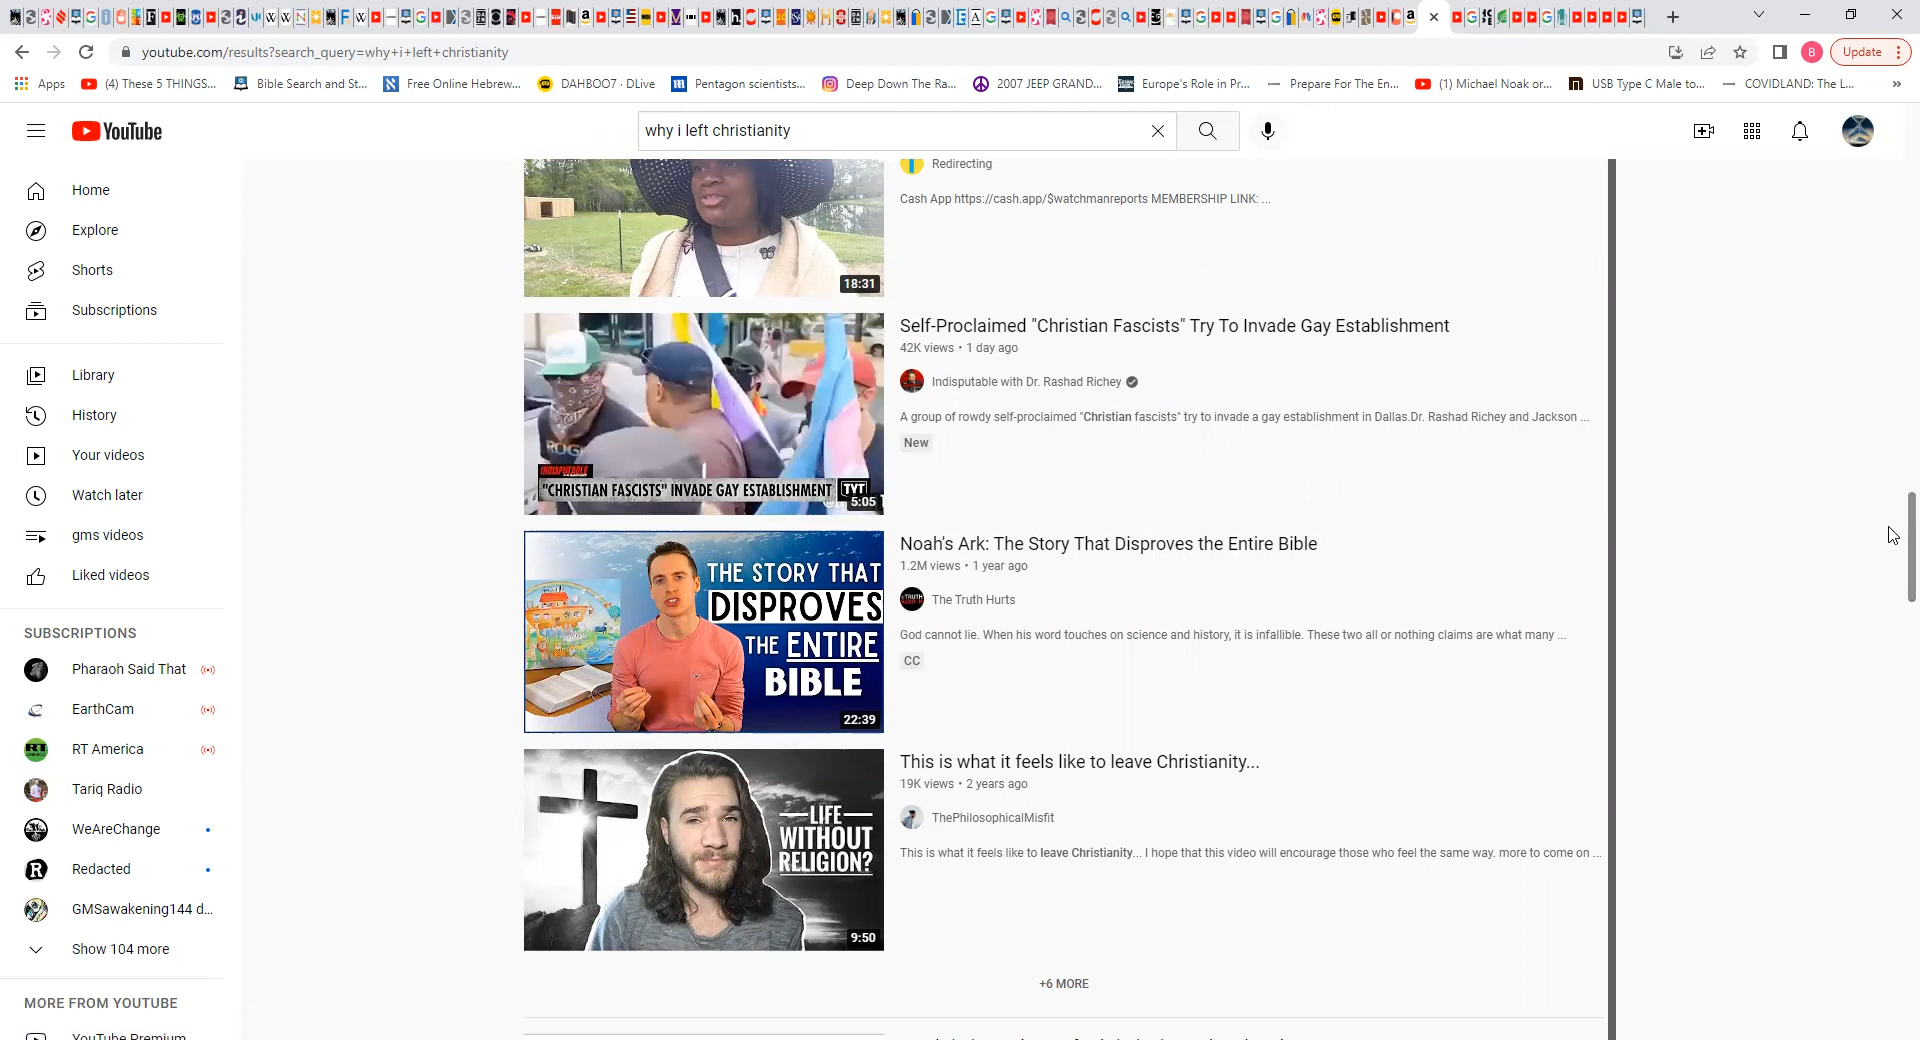 youtube.com/results?search_query=why+i+left+christianity
Update
B
Apps
(4) These 5 THINGS...
Bible Search and St...
Free Online Hebrew...
DAHBOO7 · DLive
Pentagon scientists...
Deep Down The Ra...
2007 JEEP GRAND...
Europe's Role in Pr...
Prepare For The En...
(1) Michael Noak or...
USB Type C Male to...
COVIDLAND: The L...
»
YouTube
why i left christianity
Home
Explore
Shorts
Subscriptions
Library
History
Your videos
Watch later
gms videos
Liked videos
SUBSCRIPTIONS
Pharaoh Said That
EarthCam
RT America
Tariq Radio
WeAreChange
Redacted
GMSawakening144 d...
Show 104 more
MORE FROM YOUTUBE
YouTube Premium
Redirecting
Cash App https://cash.app/$watchmanreports MEMBERSHIP LINK: ...
18:31
Self-Proclaimed "Christian Fascists" Try To Invade Gay Establishment
42K views • 1 day ago
Indisputable with Dr. Rashad Richey
A group of rowdy self-proclaimed "Christian fascists" try to invade a gay establishment in Dallas.Dr. Rashad Richey and Jackson ...
New
INDISPUTABLE
"CHRISTIAN FASCISTS" INVADE GAY ESTABLISHMENT
TYT
5:05
Noah's Ark: The Story That Disproves the Entire Bible
1.2M views • 1 year ago
The Truth Hurts
God cannot lie. When his word touches on science and history, it is infallible. These two all or nothing claims are what many ...
CC
THE STORY THAT
DISPROVES
THE ENTIRE
BIBLE
22:39
This is what it feels like to leave Christianity...
19K views • 2 years ago
ThePhilosophicalMisfit
This is what it feels like to leave Christianity... I hope that this video will encourage those who feel the same way. more to come on ...
LIFE
WITHOUT
RELIGION?
9:50
+6 MORE